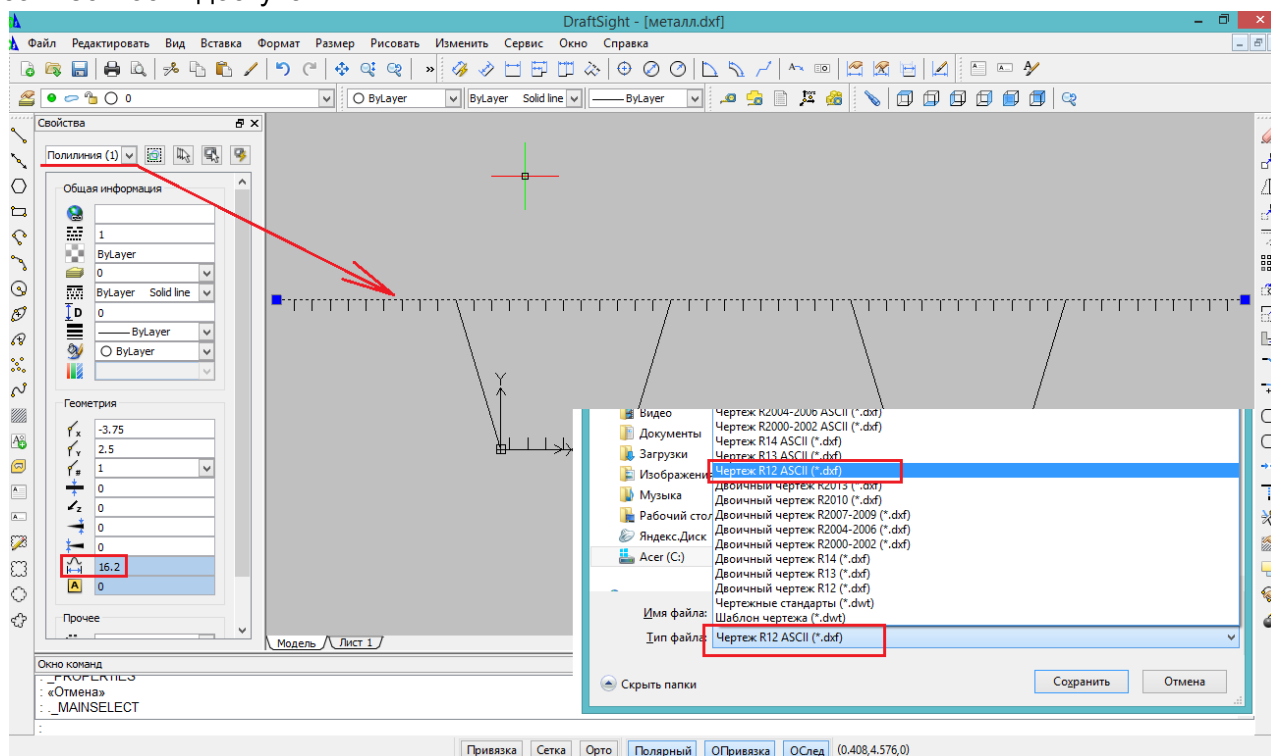 DraftSight - [металл.dxf]
Файл Редактировать Вид Вставка Формат Размер Рисовать Изменить Сервис Окно Справка
0 ByLayer ByLayer Solid line ByLayer
Свойства
Полилиния (1)
Общая информация
1
ByLayer
0
ByLayer Solid line
0
ByLayer
ByLayer
Геометрия
-3.75
2.5
1
0
0
0
0
16.2
0
Прочее
Y
Видео
Документы
Загрузки
Музыка
Рабочий
Яндекс.Диск
Acer (C:)
Чертеж R2004-2006 ASCII (*.dxf)
Чертеж R2000-2002 ASCII (*.dxf)
Чертеж R14 ASCII (*.dxf)
Чертеж R13 ASCII (*.dxf)
Чертеж R12 ASCII (*.dxf)
Двоичный чертеж R2013 (*.dxf)
Двоичный чертеж R2010 (*.dxf)
Двоичный чертеж R2007-2009 (*.dxf)
Двоичный чертеж R2004-2006 (*.dxf)
Двоичный чертеж R2000-2002 (*.dxf)
Двоичный чертеж R14 (*.dxf)
Двоичный чертеж R13 (*.dxf)
Двоичный чертеж R12 (*.dxf)
Чертежные стандарты (*.dwt)
Шаблон чертежа (*.dwt)
Имя файла:
Тип файла: Чертеж R12 ASCII (*.dxf)
Скрыть папки Сохранить Отмена
Модель Лист 1
Окно команд
: _PROPERTIES
: «Отмена»
: ._MAINSELECT
:
Привязка Сетка Орто Полярный ОПривязка ОСлед (0.408,4.576,0)